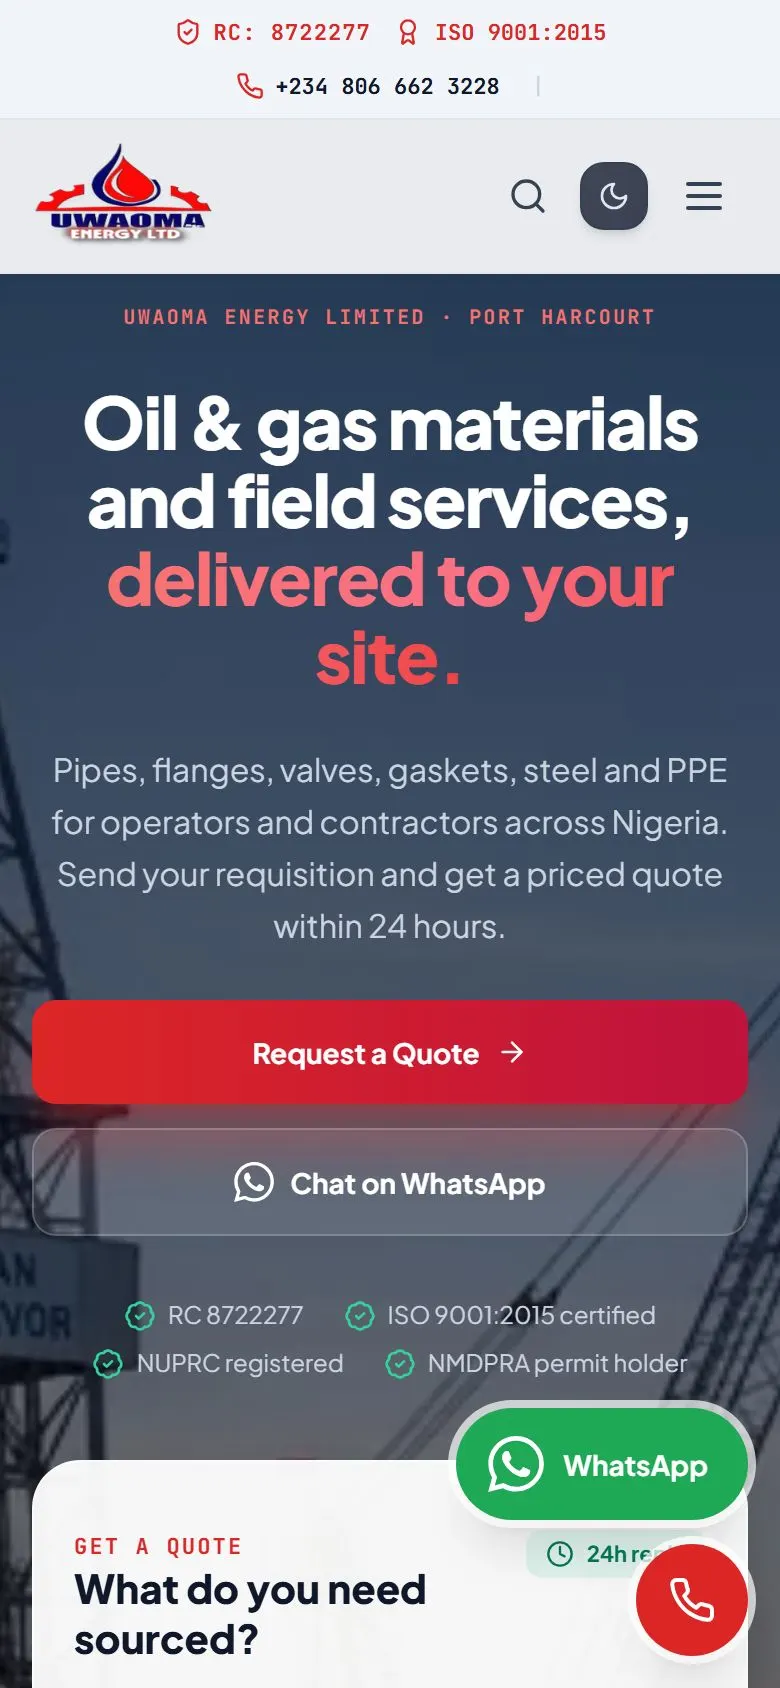 RC: 8722277 ISO 9001:2015
+234 806 662 3228
UWAOMA
ENERGY LTD
UWAOMA ENERGY LIMITED · PORT HARCOURT
Oil & gas materials
and field services,
delivered to your
site.
Pipes, flanges, valves, gaskets, steel and PPE
for operators and contractors across Nigeria.
Send your requisition and get a priced quote
within 24 hours.
Request a Quote →
Chat on WhatsApp
RC 8722277 ISO 9001:2015 certified
NUPRC registered NMDPRA permit holder
WhatsApp
GET A QUOTE
24h
What do you need
sourced?